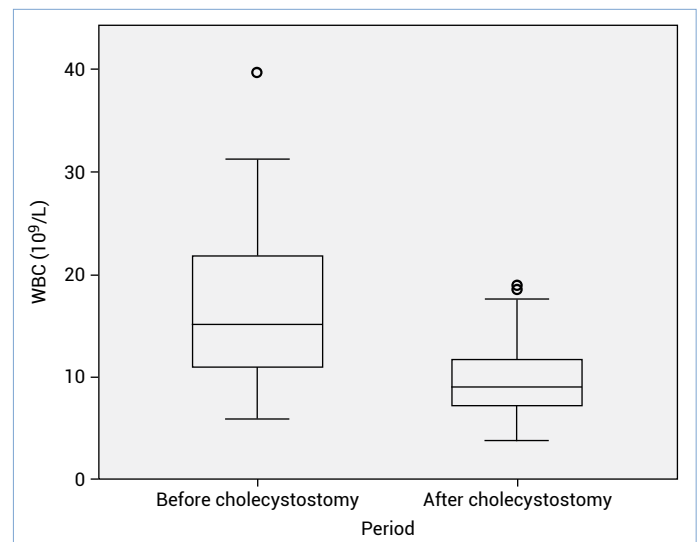 40
30
20
10
0
WBC (10⁹/L)
Before cholecystostomy
After cholecystostomy
Period